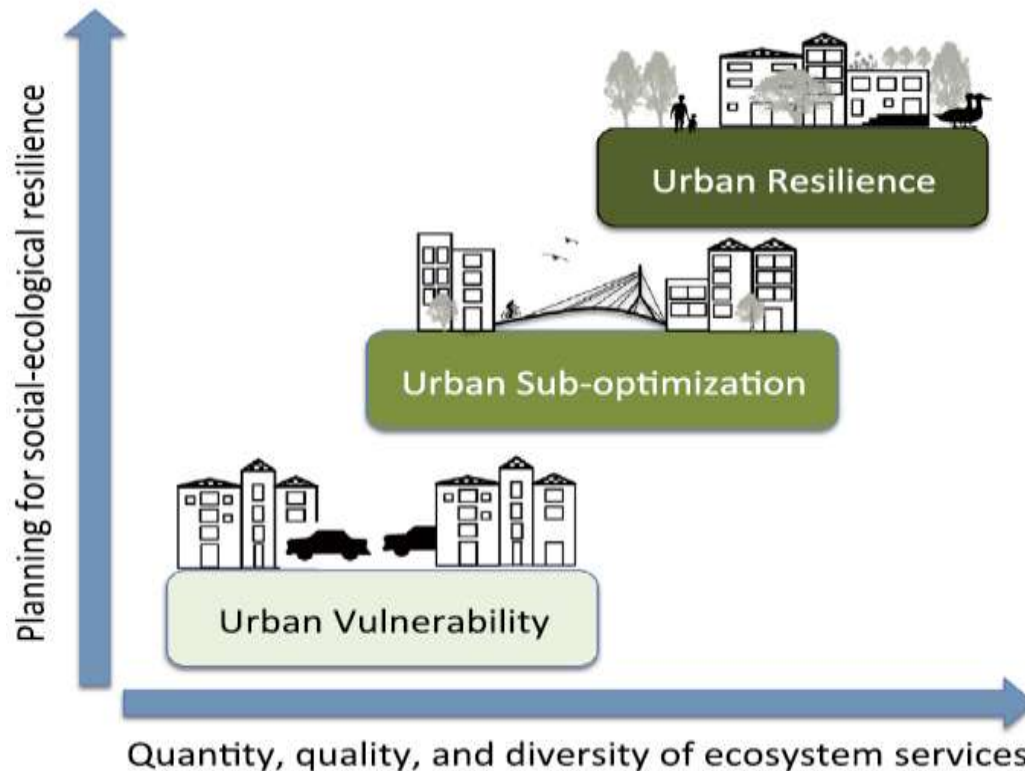 Planning for social-ecological resilience
Urban Resilience
Urban Sub-optimization
Urban Vulnerability
Quantity, quality, and diversity of ecosystem services